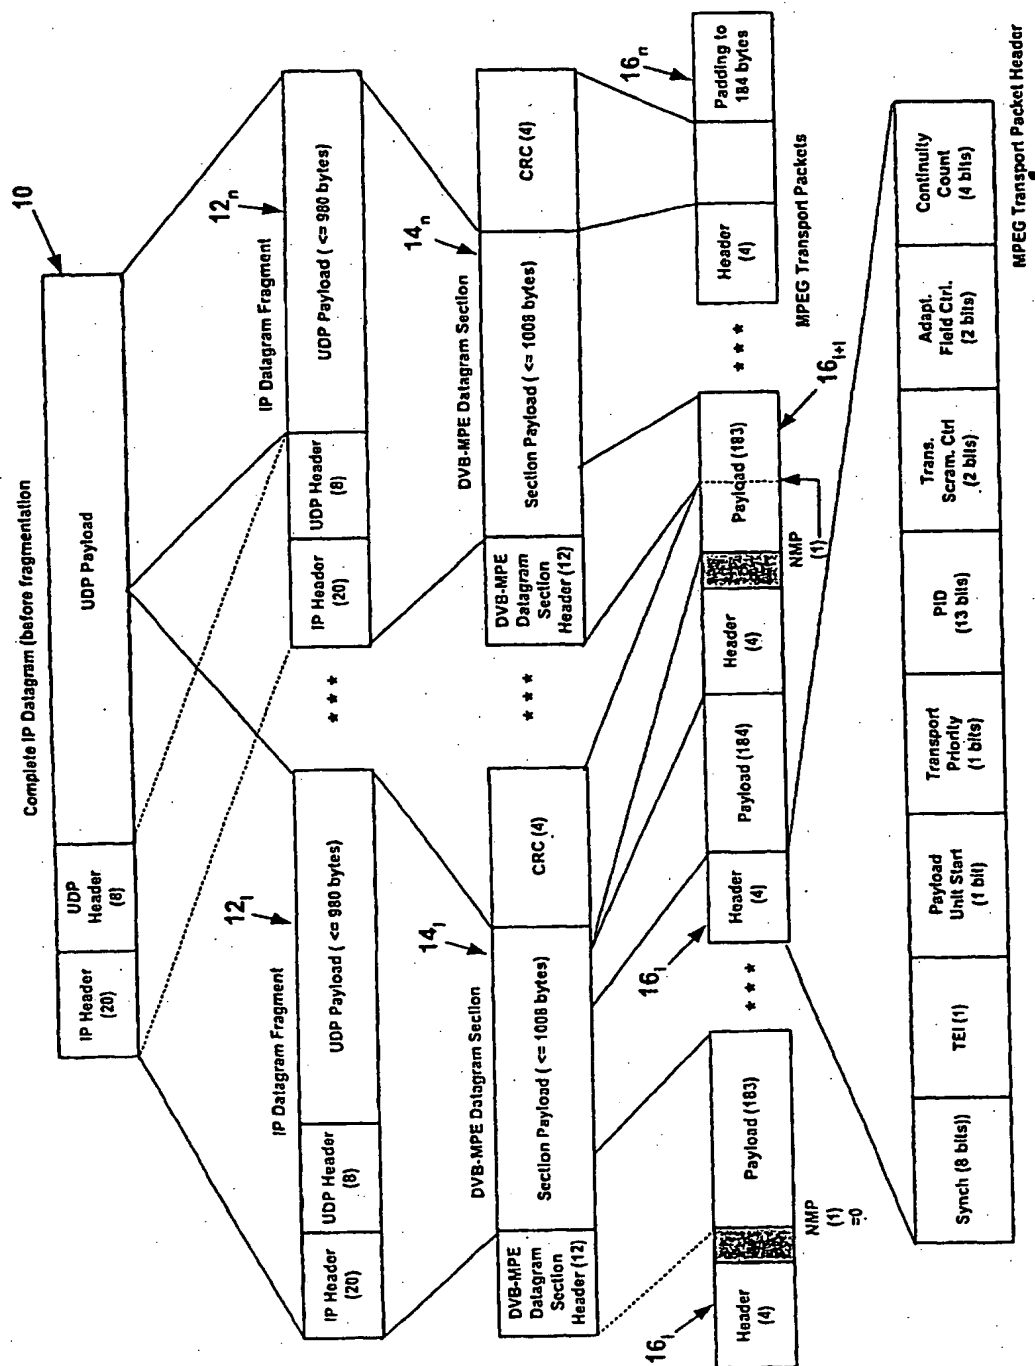 Complete IP Datagram (before fragmentation
10
IP Header
(20)
UDP
Header
(8)
UDP Payload
IP Datagram Fragment
12i
IP Header
(20)
UDP Header
(8)
UDP Payload ( <= 980 bytes)
* * *
IP Datagram Fragment
12n
IP Header
(20)
UDP Header
(8)
UDP Payload ( <= 980 bytes)
DVB-MPE Datagram Section
14i
DVB-MPE
Datagram
Section
Header (12)
Section Payload ( <= 1008 bytes)
CRC (4)
* * *
DVB-MPE Datagram Section
14n
DVB-MPE
Datagram
Section
Header (12)
Section Payload ( <= 1008 bytes)
CRC (4)
16i
Header
(4)
Payload (183)
NMP
(1)
=0
* * *
16i
Header
(4)
Payload (184)
Header
(4)
Payload (183)
NMP
(1)
16i+i
* * *
16n
Header
(4)
Padding to
184 bytes
MPEG Transport Packets
Synch (8 bits))
TEI (1)
Payload
Unit Start
(1 bit)
Transport
Priority
(1 bits)
PID
(13 bits)
Trans.
Scram. Ctrl
(2 bits)
Adapt.
Field Ctrl.
(2 bits)
Continuity
Count
(4 bits)
MPEG Transport Packet Header